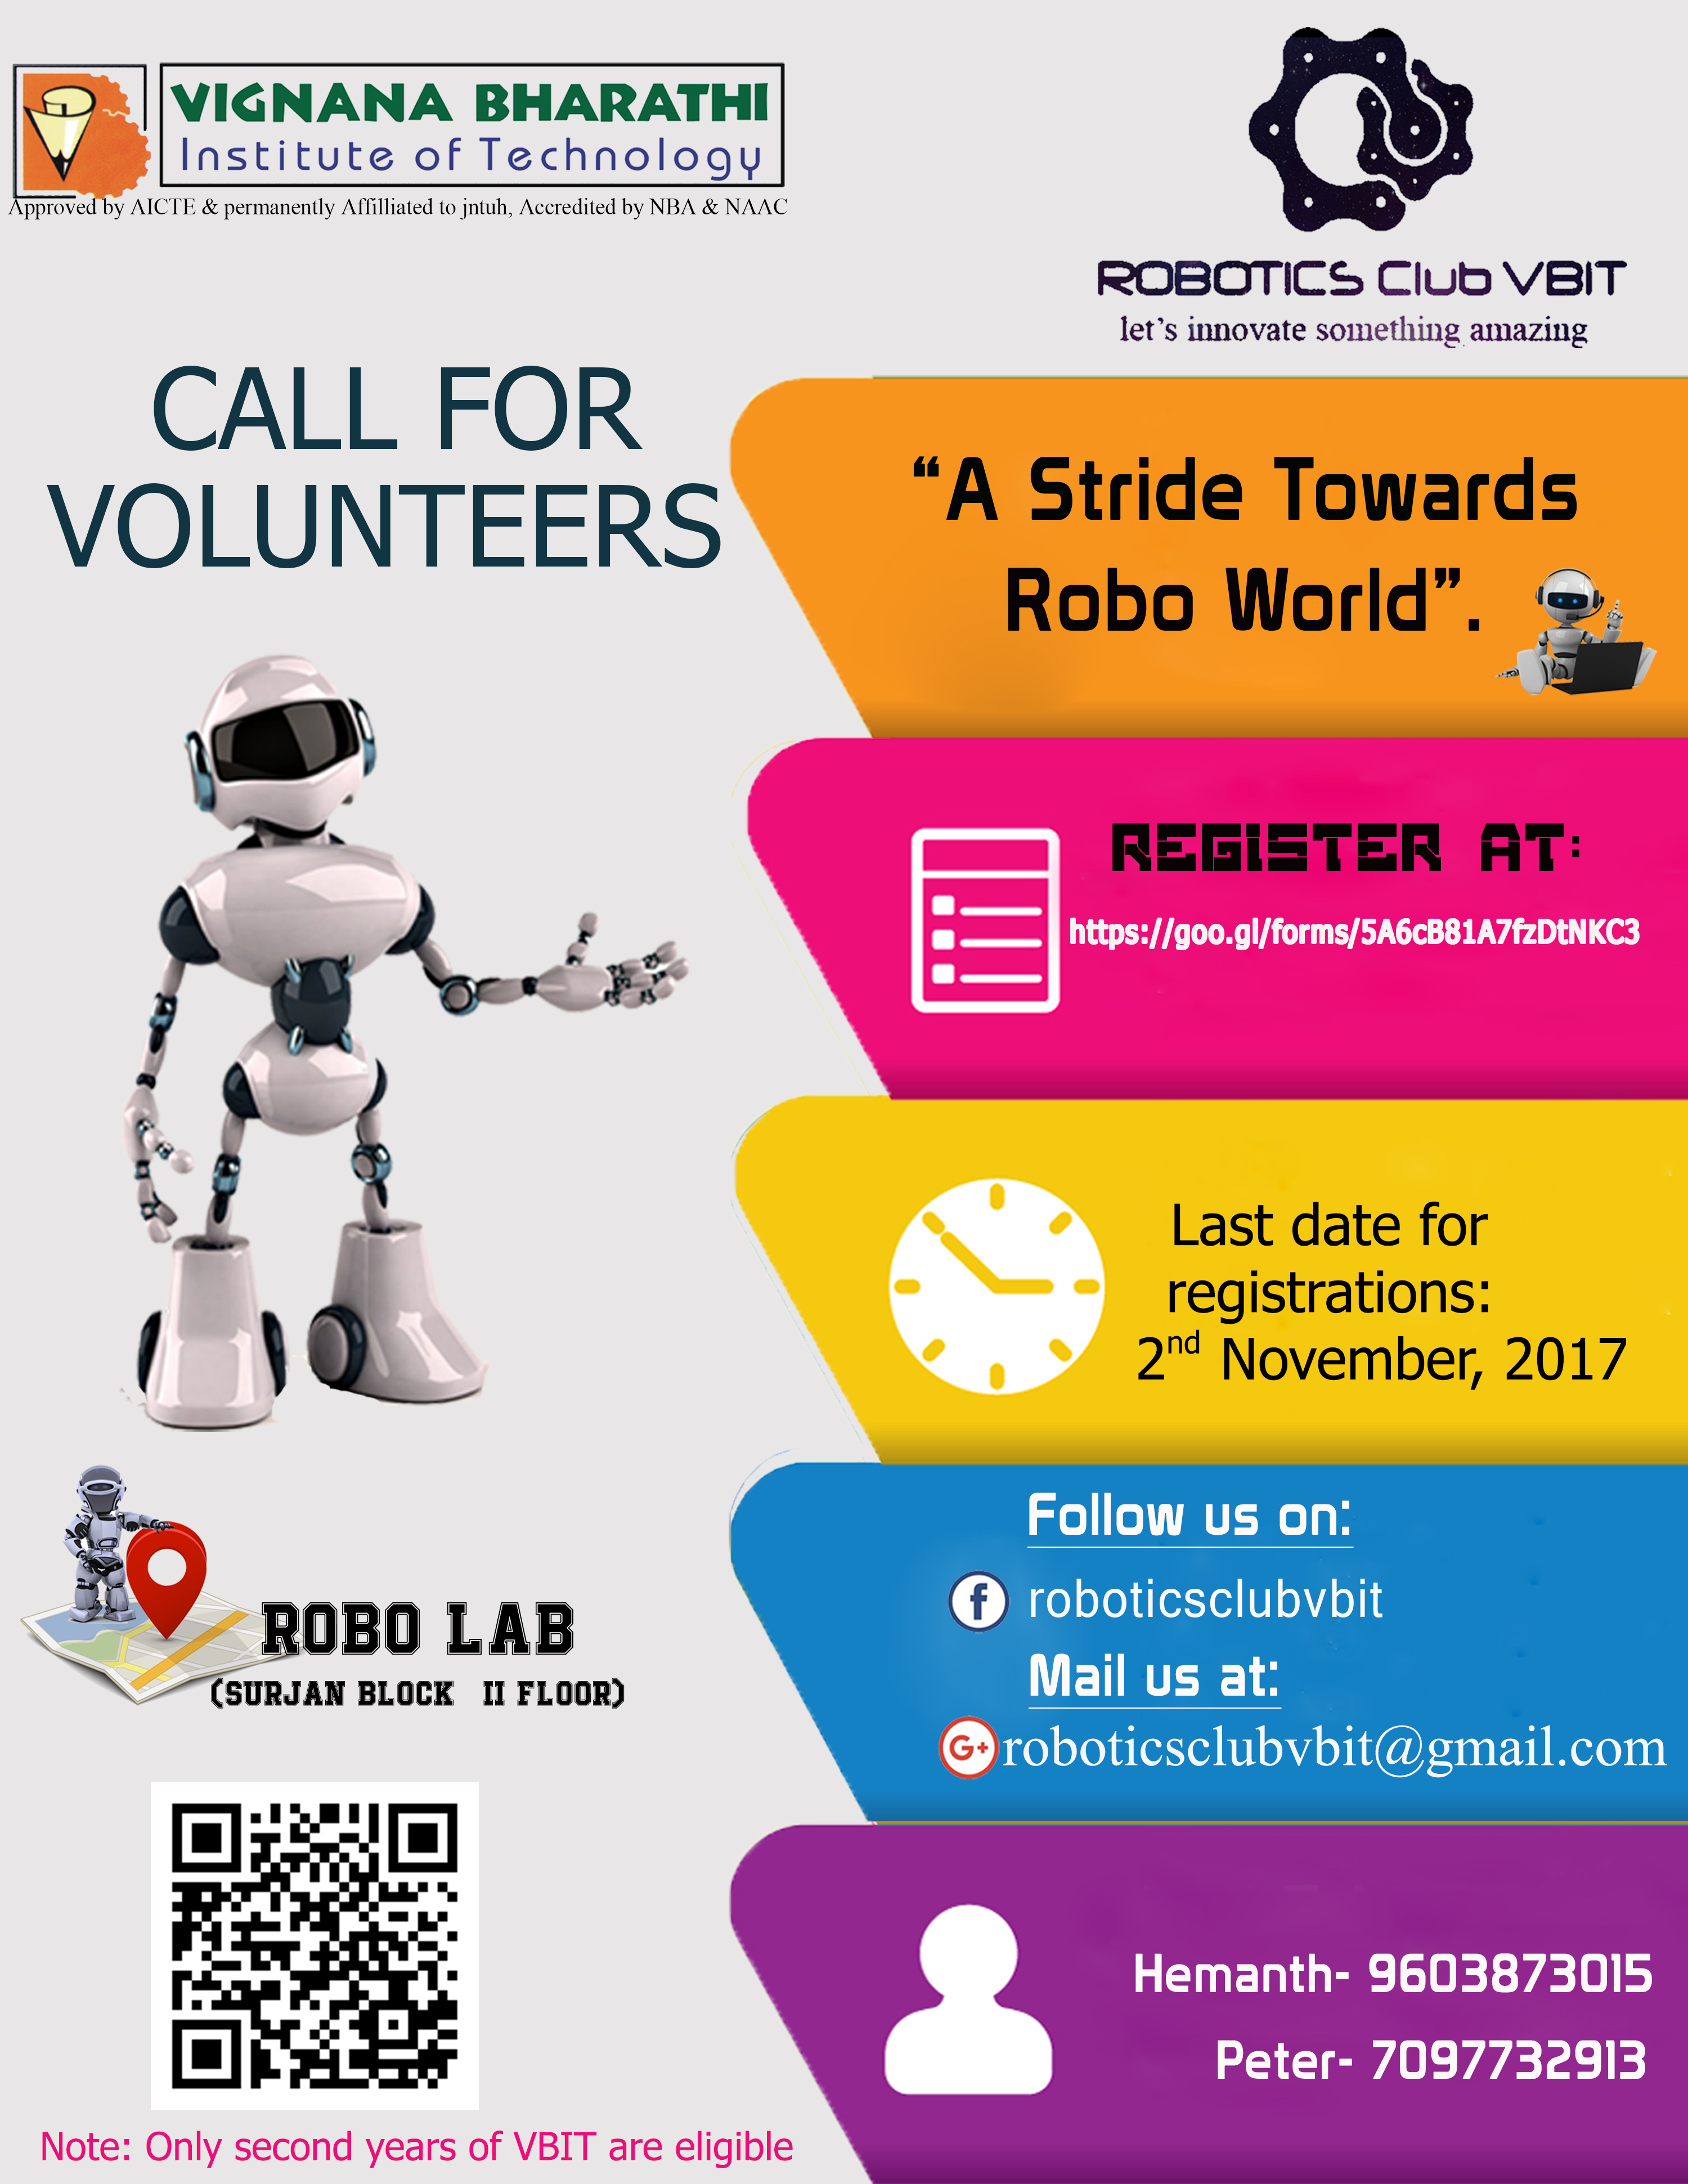 VIGNANA BHARATHI
Institute of Technology
Approved by AICTE & permanently Affilliated to jntuh, Accredited by NBA & NAAC
ROBOTICS Club VBIT
let's innovate something amazing
CALL FOR
VOLUNTEERS
“A Stride Towards
Robo World”.
REGISTER AT:
https://goo.gl/forms/5A6cB81A7fzDtNKC3
Last date for
registrations:
2nd November, 2017
Follow us on:
f roboticsclubvbit
Mail us at:
G+ roboticsclubvbit@gmail.com
ROBO LAB
(SURJAN BLOCK II FLOOR)
Hemanth- 9603873015
Peter- 7097732913
Note: Only second years of VBIT are eligible